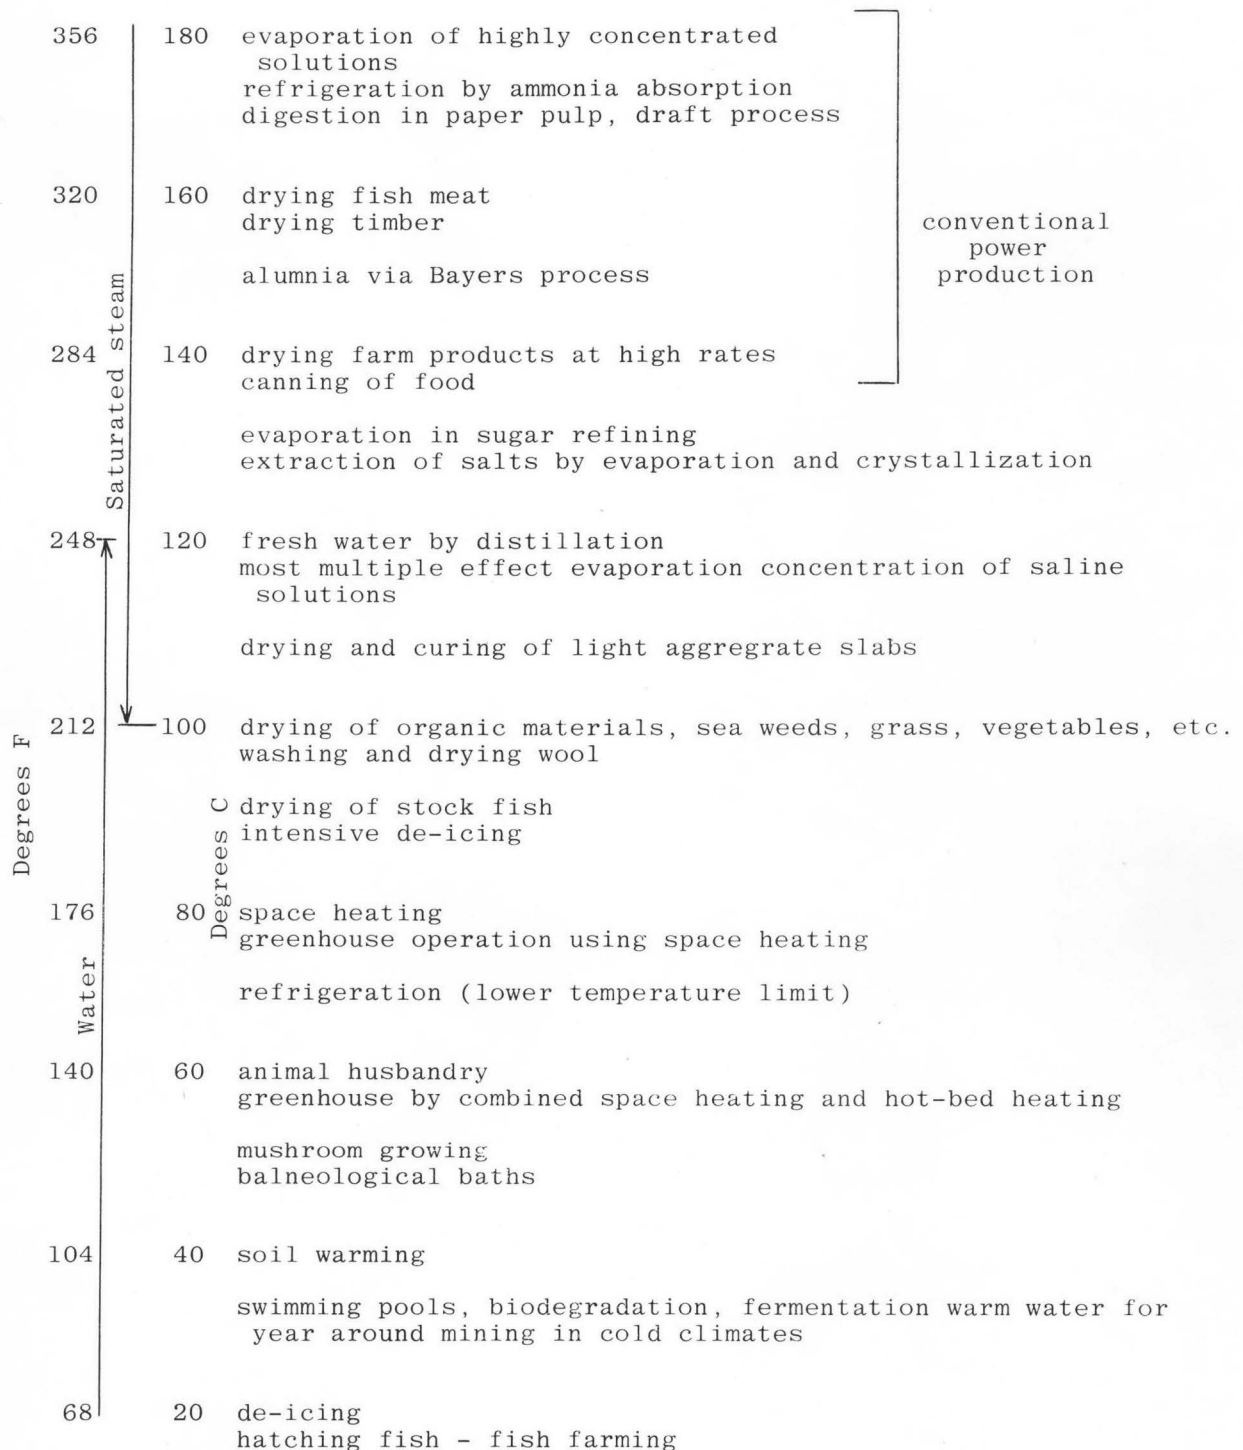 356 180 evaporation of highly concentrated
solutions
refrigeration by ammonia absorption
digestion in paper pulp, draft process
320 160 drying fish meat
drying timber
conventional
power
production
alumnia via Bayers process
Saturated steam
284 140 drying farm products at high rates
canning of food
evaporation in sugar refining
extraction of salts by evaporation and crystallization
248 120 fresh water by distillation
most multiple effect evaporation concentration of saline
solutions
drying and curing of light aggregrate slabs
212 100 drying of organic materials, sea weeds, grass, vegetables, etc.
washing and drying wool
Degrees F
Degrees C
drying of stock fish
intensive de-icing
176 80 space heating
greenhouse operation using space heating
Water
refrigeration (lower temperature limit)
140 60 animal husbandry
greenhouse by combined space heating and hot-bed heating
mushroom growing
balneological baths
104 40 soil warming
swimming pools, biodegradation, fermentation warm water for
year around mining in cold climates
68 20 de-icing
hatching fish - fish farming